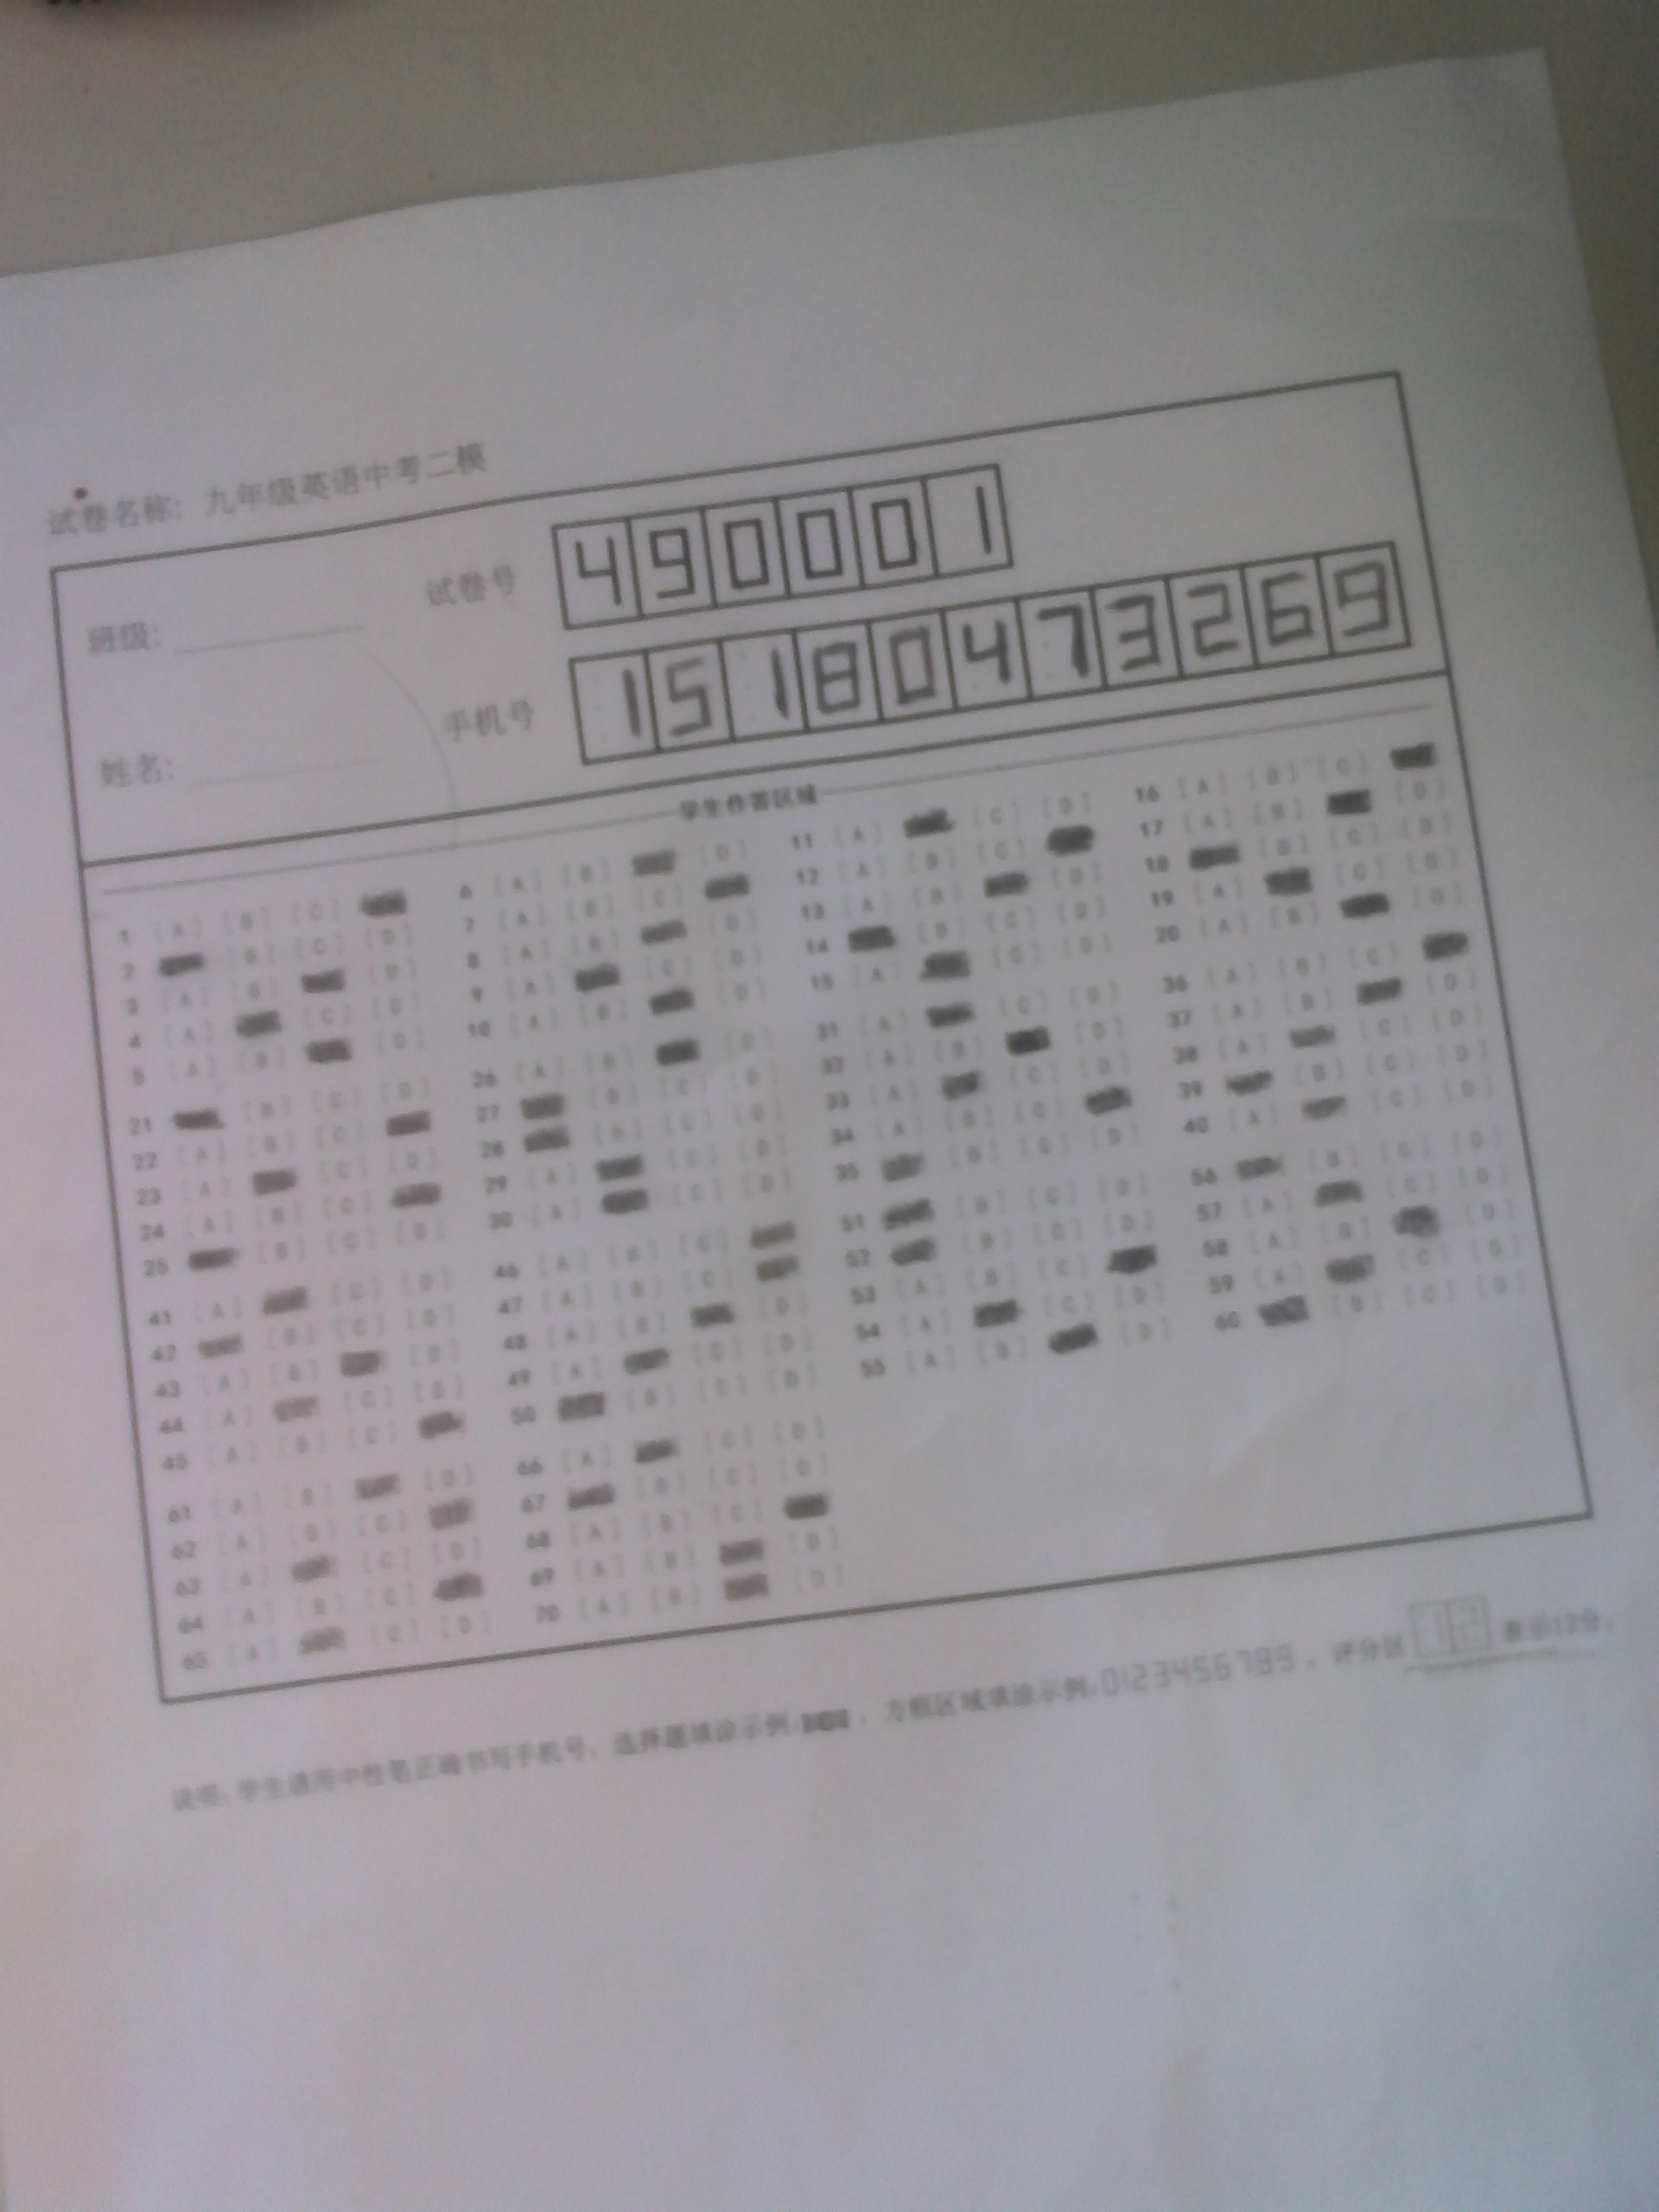 试卷名称: 九年级英语中考二模
试卷号 490001
班级:
手机号 15180473269
姓名:
学生作答区域
1 [A] [B] [C] 6 [A] [B] [D] 11 [A] [C] [D] 16 [A] [B] [C]
2 [B] [C] [D] 7 [A] [B] [C] 12 [A] [B] [C] 17 [A] [B] [D]
3 [A] [B] [D] 8 [A] [B] [D] 13 [A] [B] [D] 18 [B] [C] [D]
4 [A] [C] [D] 9 [A] [C] [D] 14 [B] [C] [D] 19 [A] [C] [D]
5 [A] [B] [D] 10 [A] [B] [D] 15 [A] [C] [D] 20 [A] [B] [D]
21 [B] [C] [D] 26 [A] [B] [D] 31 [A] [C] [D] 36 [A] [B] [C]
22 [A] [B] [C] 27 [B] [C] [D] 32 [A] [B] [D] 37 [A] [B] [D]
23 [A] [C] [D] 28 [B] [C] [D] 33 [A] [C] [D] 38 [A] [C] [D]
24 [A] [B] [C] 29 [A] [C] [D] 34 [A] [B] [C] 39 [B] [C] [D]
25 [B] [C] [D] 30 [A] [C] [D] 35 [B] [C] [D] 40 [A] [C] [D]
41 [A] [C] [D] 46 [A] [B] [C] 51 [B] [C] [D] 56 [B] [C] [D]
42 [B] [C] [D] 47 [A] [B] [C] 52 [B] [C] [D] 57 [A] [C] [D]
43 [A] [B] [D] 48 [A] [B] [D] 53 [A] [B] [C] 58 [A] [B] [D]
44 [A] [C] [D] 49 [A] [C] [D] 54 [A] [C] [D] 59 [A] [C] [D]
45 [A] [B] [C] 50 [B] [C] [D] 55 [A] [B] [D] 60 [B] [C] [D]
61 [A] [B] [D] 66 [A] [C] [D]
62 [A] [B] [C] 67 [B] [C] [D]
63 [A] [C] [D] 68 [A] [B] [C]
64 [A] [B] [C] 69 [A] [B] [D]
65 [A] [C] [D] 70 [A] [B] [D]
说明: 学生请用中性笔正确书写手机号, 选择题填涂示例: , 方框区域填涂示例:0123456789, 评分区 12 表示12分.